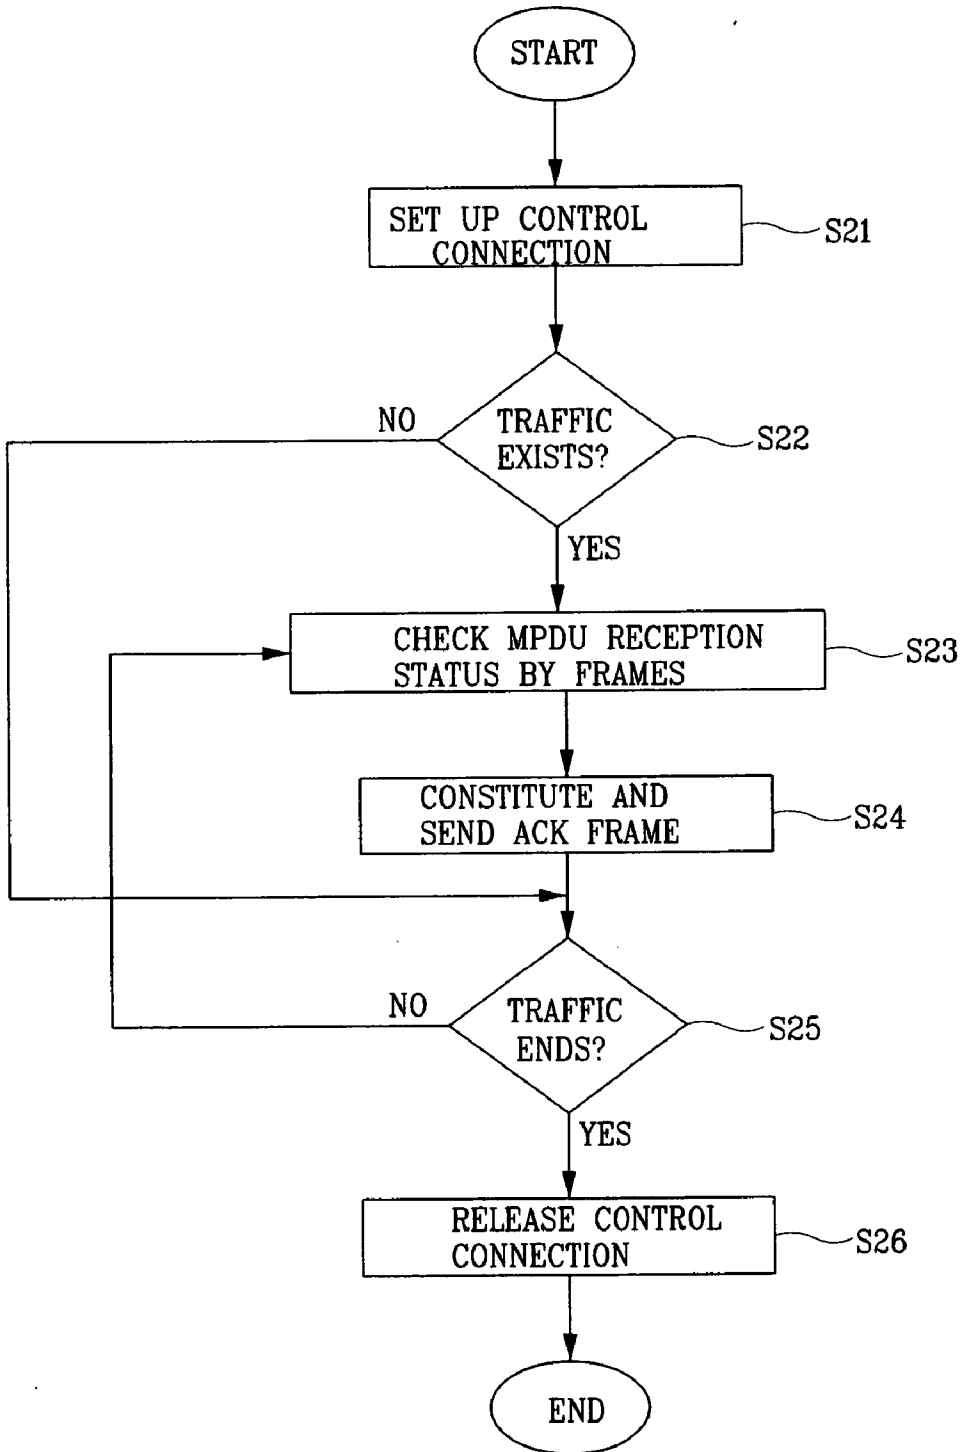 START
SET UP CONTROL
CONNECTION
S21
NO
TRAFFIC
EXISTS?
S22
YES
CHECK MPDU RECEPTION
STATUS BY FRAMES
S23
CONSTITUTE AND
SEND ACK FRAME
S24
NO
TRAFFIC
ENDS?
S25
YES
RELEASE CONTROL
CONNECTION
S26
END